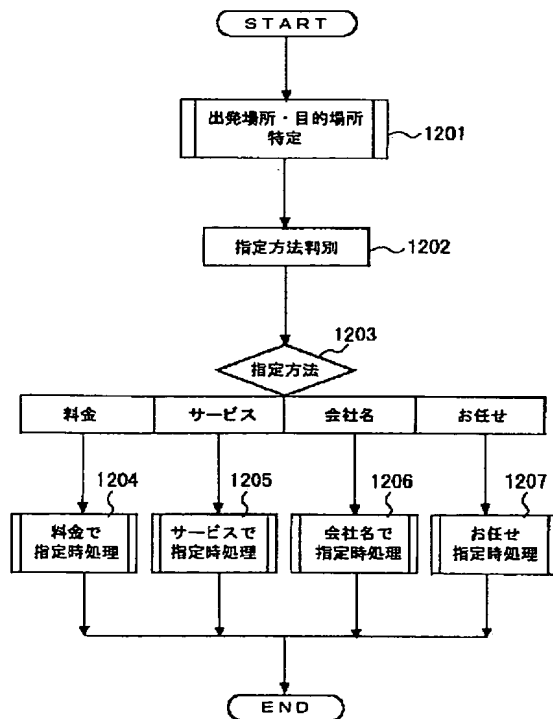 START
出発場所・目的場所
特定
1201
指定方法判別
1202
1203
指定方法
料金 サービス 会社名 お任せ
1204 1205 1206 1207
料金で
指定時処理
サービスで
指定時処理
会社名で
指定時処理
お任せ
指定時処理
END